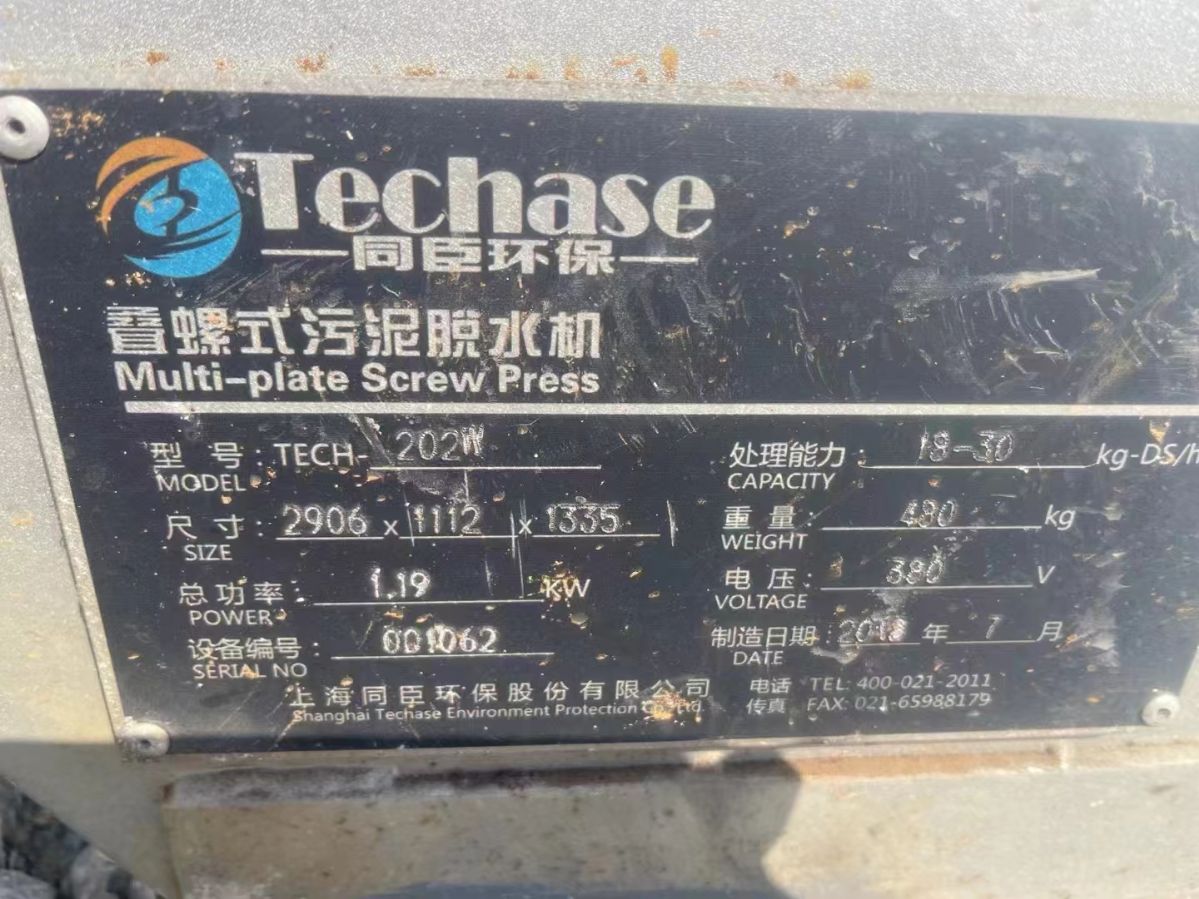 Techase
同臣环保
叠螺式污泥脱水机
Multi-plate Screw Press
型号: TECH-202W
MODEL
处理能力: 18-30 kg-DS/H
CAPACITY
尺寸: 2906 x 1112 x 1335
SIZE
重量: 480 kg
WEIGHT
总功率: 1.19 KW
POWER
电压: 380 V
VOLTAGE
设备编号: 001062
SERIAL NO
制造日期: 年 月
DATE
上海同臣环保股份有限公司
Shanghai Techase Environment Protection Co., Ltd.
电话 TEL: 400-021-2011
传真 FAX: 021-65988179